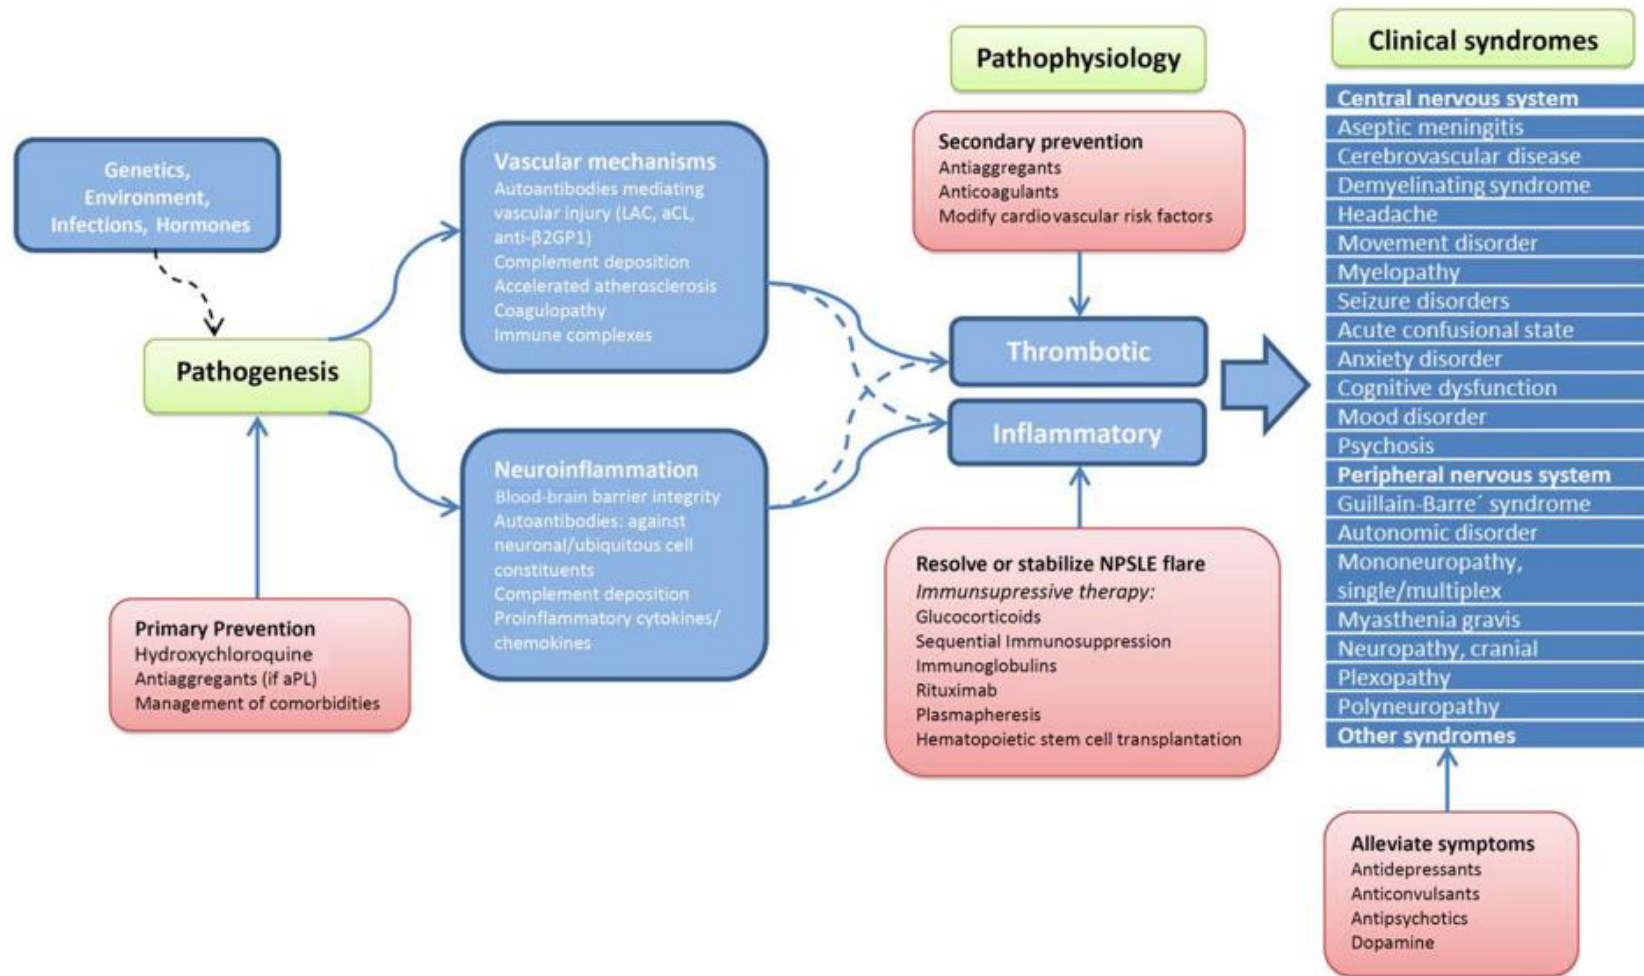 Genetics,
Environment,
Infections, Hormones
Pathogenesis
Primary Prevention
Hydroxychloroquine
Antiaggregants (if aPL)
Management of comorbidities
Vascular mechanisms
Autoantibodies mediating
vascular injury (LAC, aCL,
anti-β2GP1)
Complement deposition
Accelerated atherosclerosis
Coagulopathy
Immune complexes
Neuroinflammation
Blood-brain barrier integrity
Autoantibodies: against
neuronal/ubiquitous cell
constituents
Complement deposition
Proinflammatory cytokines/
chemokines
Pathophysiology
Secondary prevention
Antiaggregants
Anticoagulants
Modify cardiovascular risk factors
Thrombotic
Inflammatory
Resolve or stabilize NPSLE flare
Immunsupressive therapy:
Glucocorticoids
Sequential Immunosuppression
Immunoglobulins
Rituximab
Plasmapheresis
Hematopoietic stem cell transplantation
Clinical syndromes
Central nervous system
Aseptic meningitis
Cerebrovascular disease
Demyelinating syndrome
Headache
Movement disorder
Myelopathy
Seizure disorders
Acute confusional state
Anxiety disorder
Cognitive dysfunction
Mood disorder
Psychosis
Peripheral nervous system
Guillain-Barre´ syndrome
Autonomic disorder
Mononeuropathy,
single/multiplex
Myasthenia gravis
Neuropathy, cranial
Plexopathy
Polyneuropathy
Other syndromes
Alleviate symptoms
Antidepressants
Anticonvulsants
Antipsychotics
Dopamine